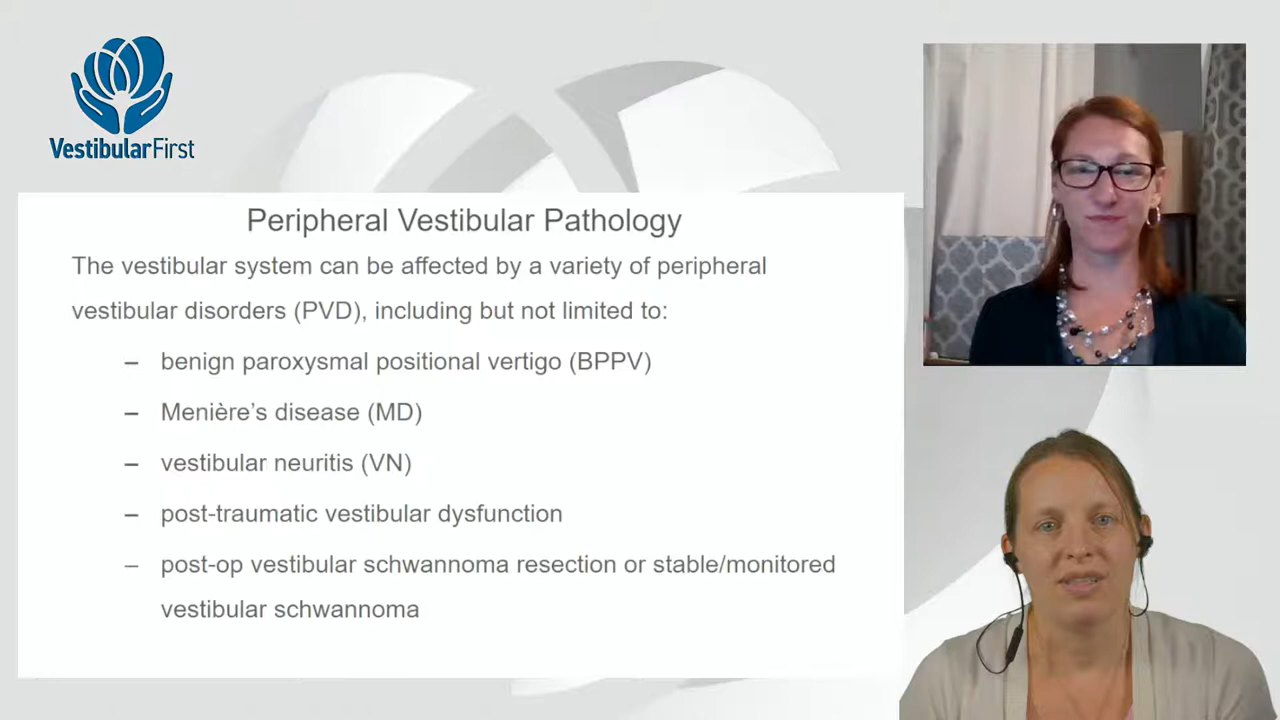 VestibularFirst
Peripheral Vestibular Pathology
The vestibular system can be affected by a variety of peripheral
vestibular disorders (PVD), including but not limited to:
– benign paroxysmal positional vertigo (BPPV)
– Menière’s disease (MD)
– vestibular neuritis (VN)
– post-traumatic vestibular dysfunction
– post-op vestibular schwannoma resection or stable/monitored
vestibular schwannoma